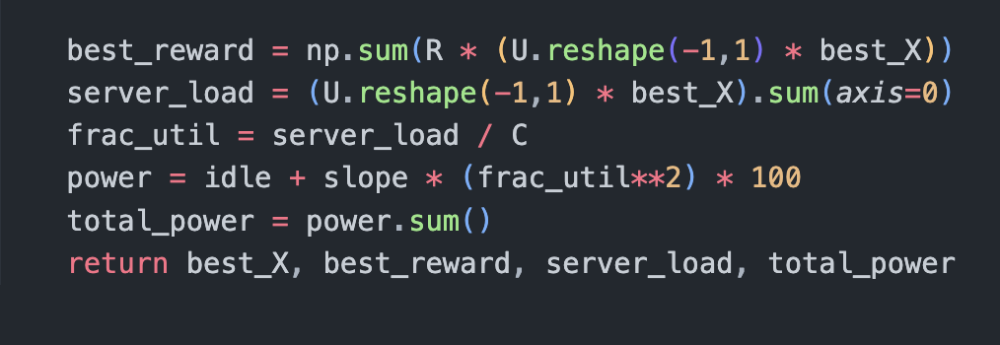 best_reward = np.sum(R * (U.reshape(-1,1) * best_X))
server_load = (U.reshape(-1,1) * best_X).sum(axis=0)
frac_util = server_load / C
power = idle + slope * (frac_util**2) * 100
total_power = power.sum()
return best_X, best_reward, server_load, total_power